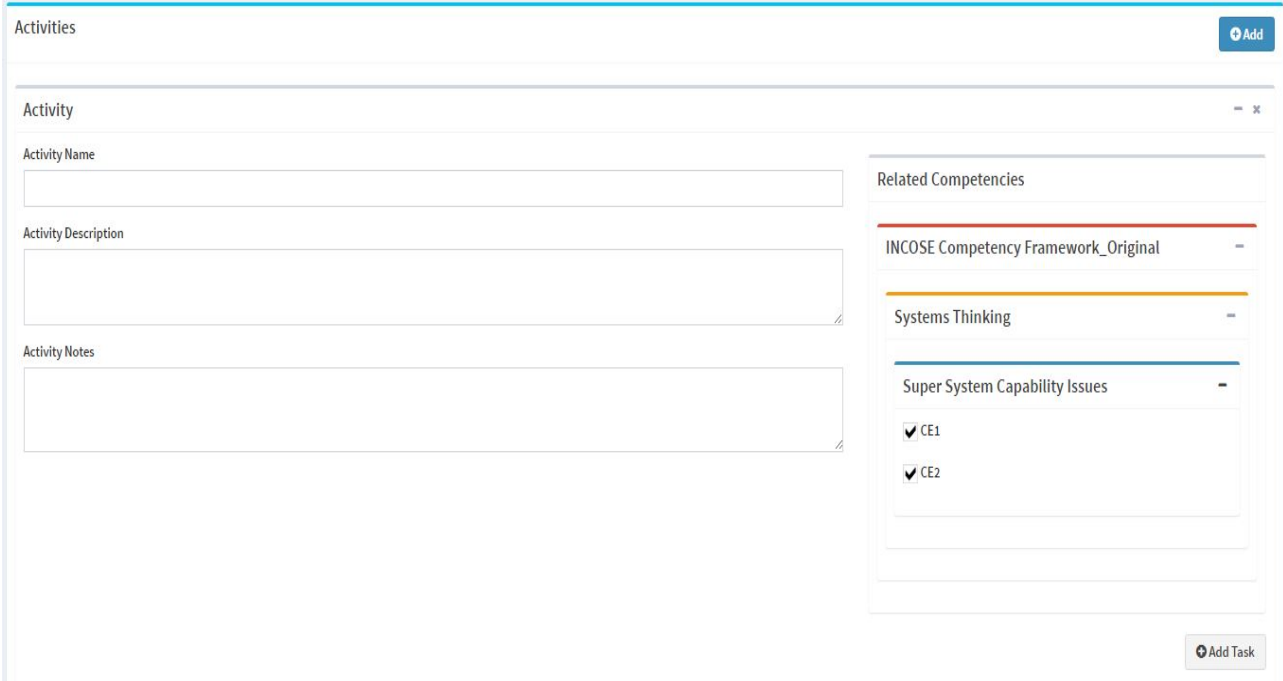 Activities
Add
Activity
Activity Name
Activity Description
Activity Notes
Related Competencies
INCOSE Competency Framework_Original
Systems Thinking
Super System Capability Issues
CE1
CE2
Add Task